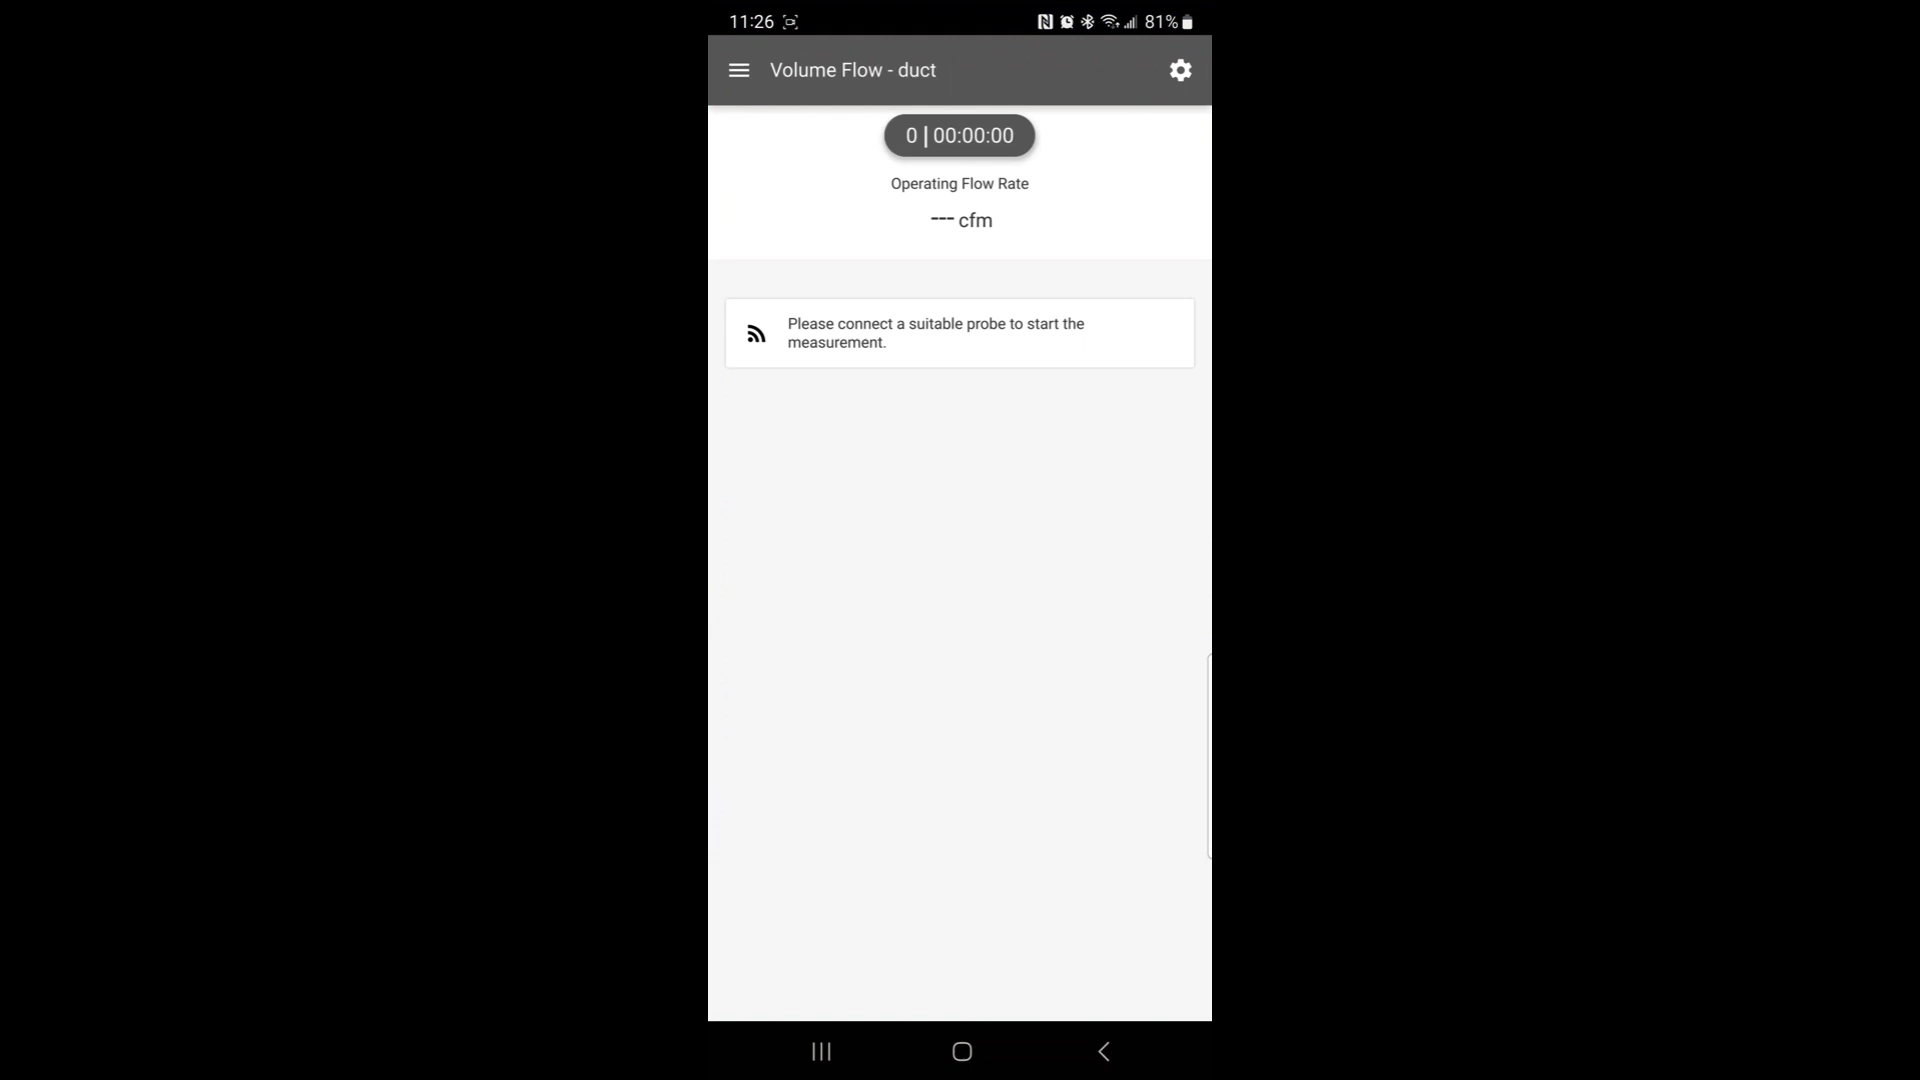 11:26 81%
Volume Flow - duct
0 | 00:00:00
Operating Flow Rate
--- cfm
Please connect a suitable probe to start the
measurement.